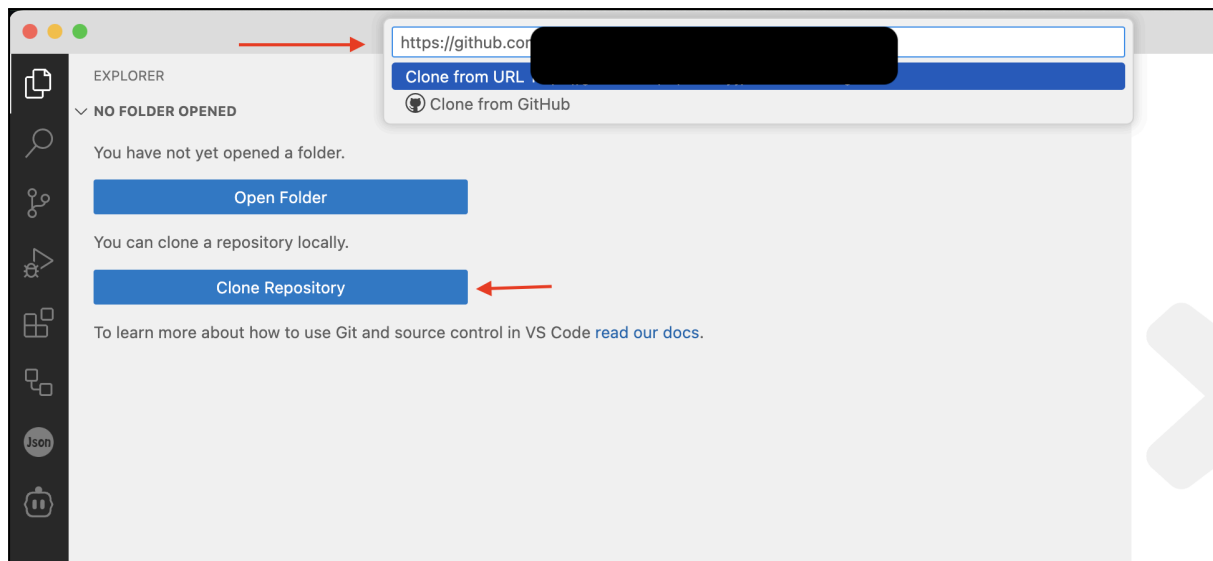 https://github.co
Clone from URL
Clone from GitHub
EXPLORER
NO FOLDER OPENED
You have not yet opened a folder.
Open Folder
You can clone a repository locally.
Clone Repository
To learn more about how to use Git and source control in VS Code read our docs.
Json